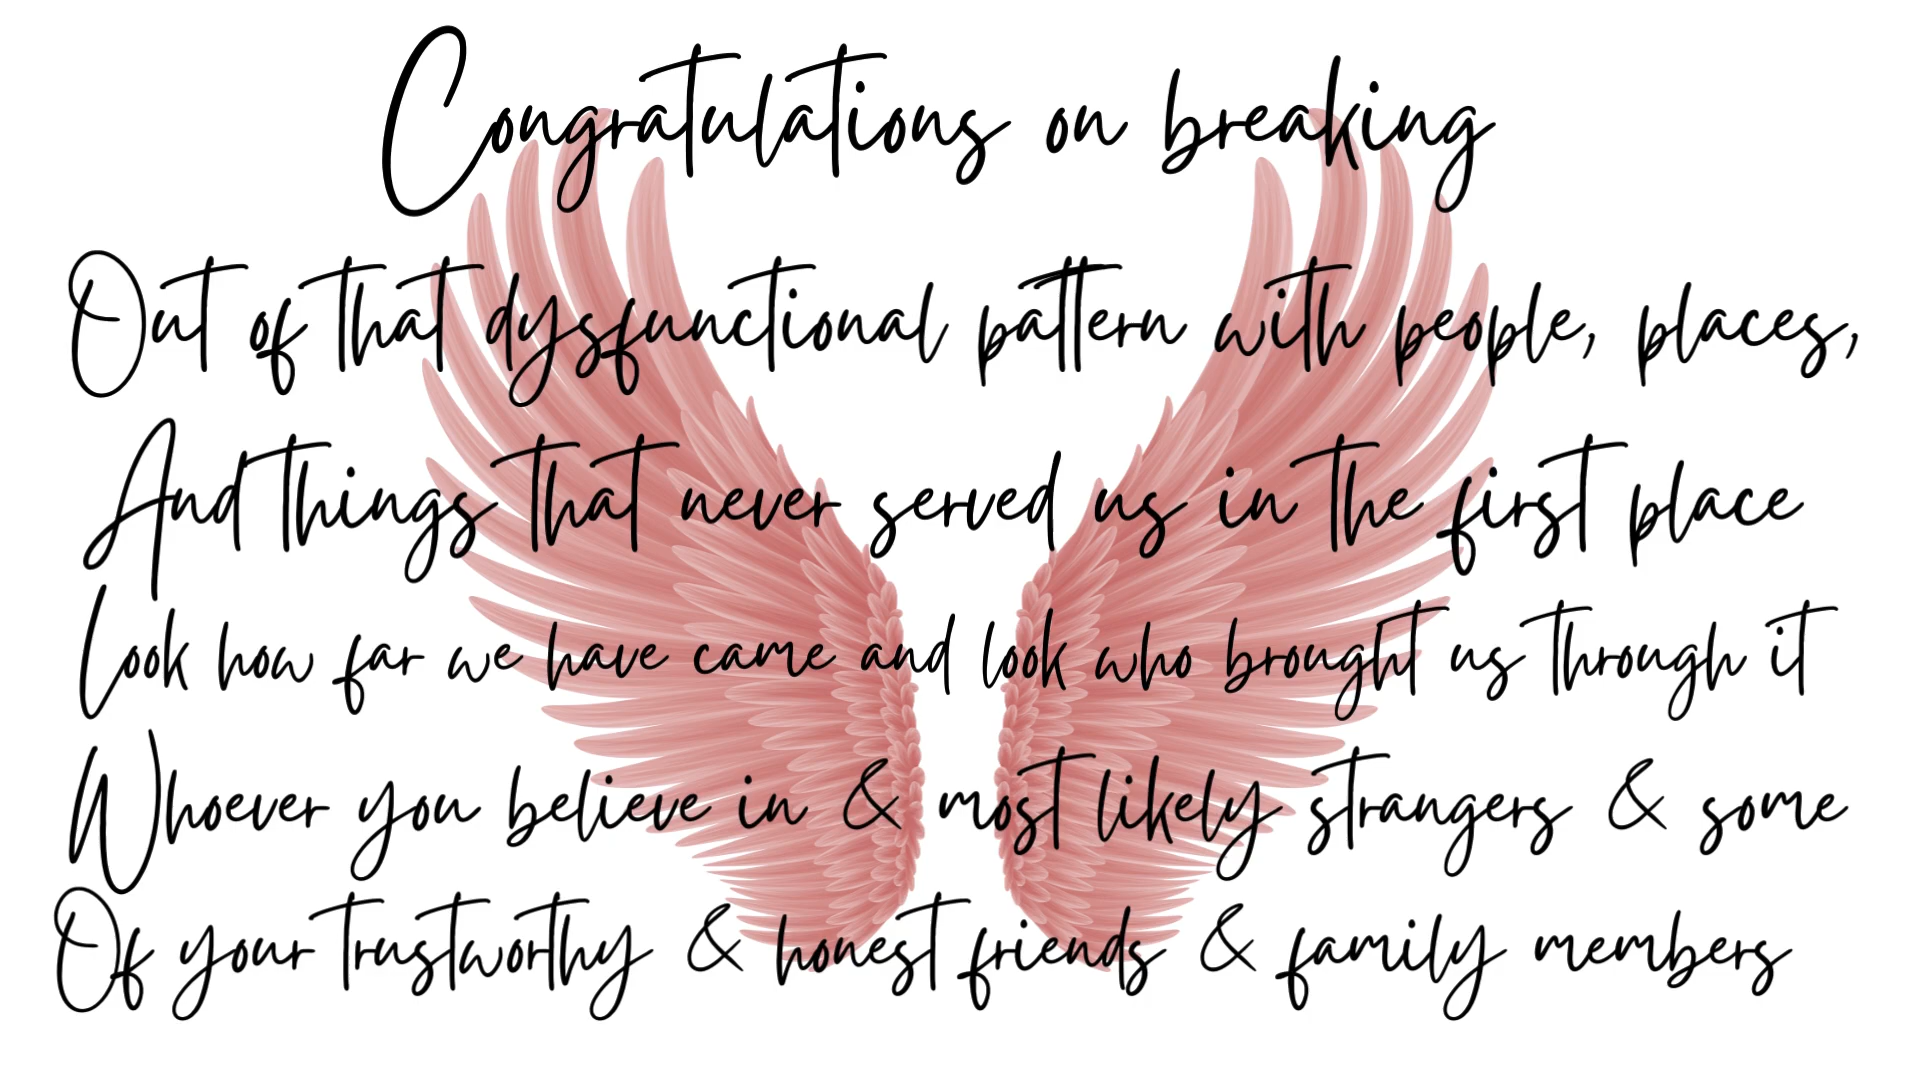 Congratulations on breaking
Out of that dysfunctional pattern with people, places,
And things that never served us in the first place
Look how far we have came and look who brought us through it
Whoever you believe in & most likely strangers & some
Of your trustworthy & honest friends & family members